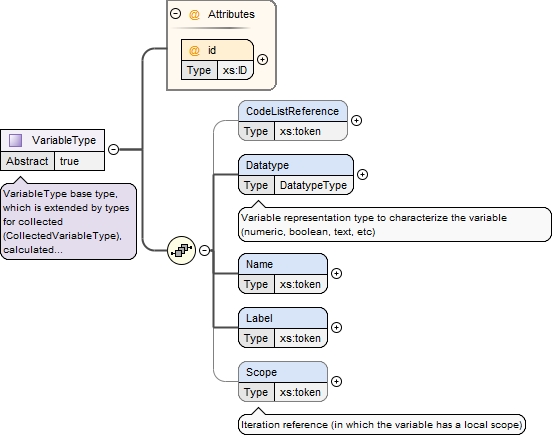 @ Attributes
@ id
Type xs:ID
VariableType
Abstract true
VariableType base type,
which is extended by types
for collected
(CollectedVariableType),
calculated...
CodeListReference
Type xs:token
Datatype
Type DatatypeType
Variable representation type to characterize the variable
(numeric, boolean, text, etc)
Name
Type xs:token
Label
Type xs:token
Scope
Type xs:token
Iteration reference (in which the variable has a local scope)